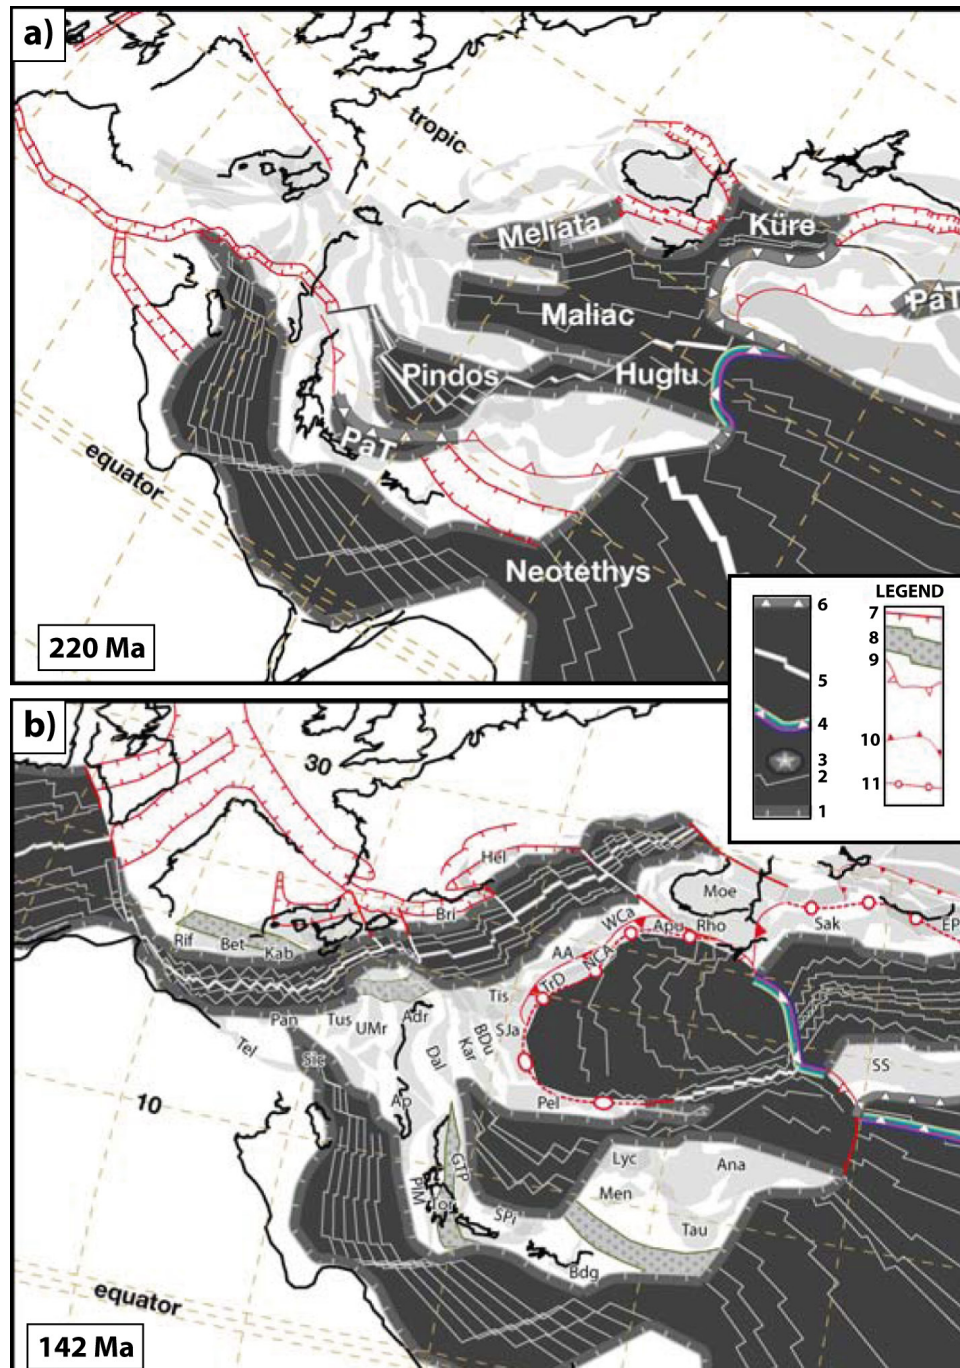 a)
tropic
Meliata
Küre
PaT
Maliac
Pindos
Huglu
PaT
equator
Neotethys
220 Ma
LEGEND
6
7
8
9
5
4
10
3
2
11
1
b)
30
Hel
Moe
Bri
WCa
Apu
Rho
Sak
EP
Rif
Bet
Kab
AA
NCA
TrD
Tis
Pan
Tus
UMr
Adr
SJa
BDu
Kar
Dal
Tel
Sic
SS
10
Ap
Pel
GTP
Lyc
Ana
PlM
Tor
Men
SPi
Tau
Bdg
equator
142 Ma